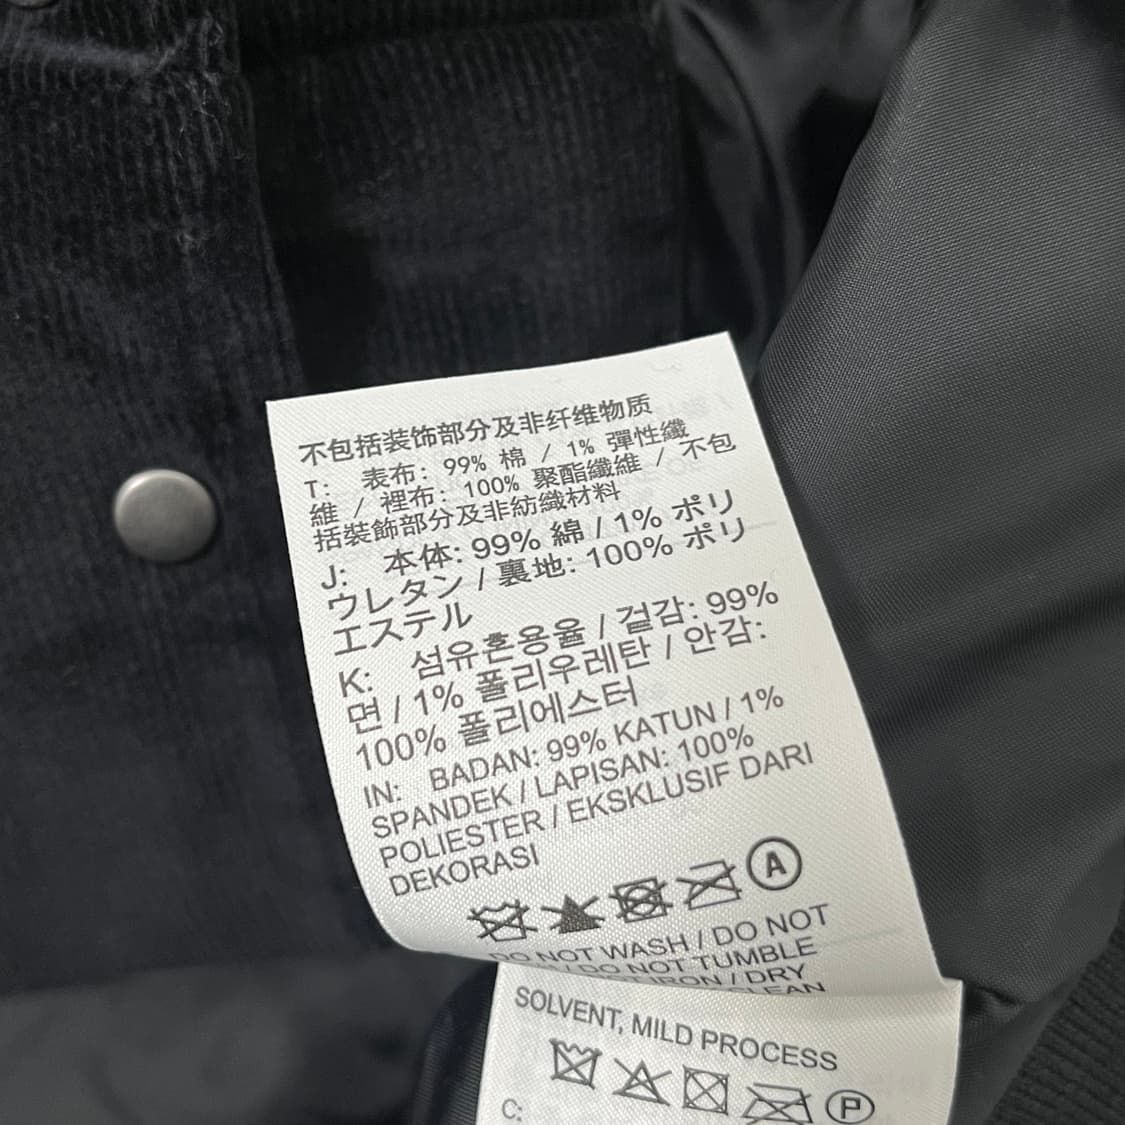 不包括装饰部分及非纤维物质
T: 表布: 99% 棉 / 1% 彈性纖
維 / 裡布: 100% 聚酯纖維 / 不包
括裝飾部分及非紡織材料
J: 本体: 99% 綿 / 1% ポリ
ウレタン / 裏地: 100% ポリ
エステル
K: 섬유혼용율 / 겉감: 99%
면 / 1% 폴리우레탄 / 안감:
100% 폴리에스터
IN: BADAN: 99% KATUN / 1%
SPANDEK / LAPISAN: 100%
POLIESTER / EKSKLUSIF DARI
DEKORASI
A
DO NOT WASH / DO NOT
/ DO NOT TUMBLE
IRON / DRY
CLEAN
SOLVENT, MILD PROCESS
P
C: